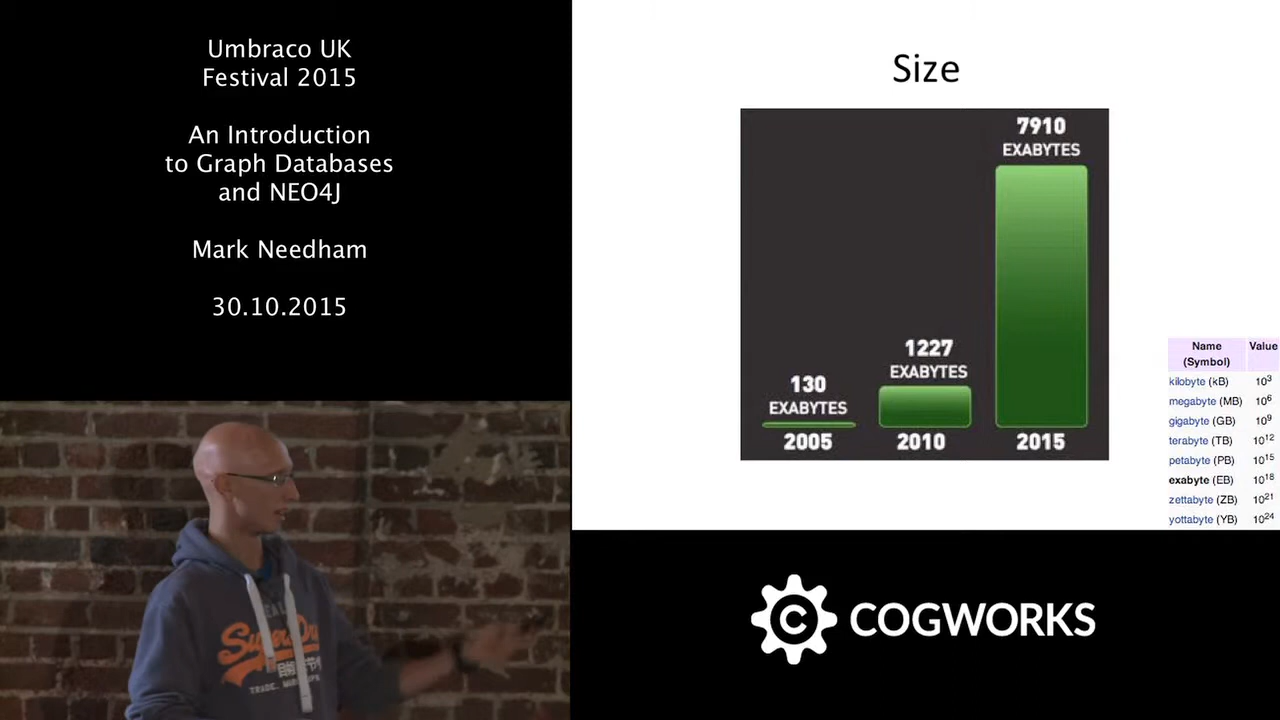 Umbraco UK
Festival 2015
An Introduction
to Graph Databases
and NEO4J
Mark Needham
30.10.2015
Size
7910
EXABYTES
1227
EXABYTES
130
EXABYTES
2005
2010
2015
Name
(Symbol)
Value
kilobyte (kB) 10³
megabyte (MB) 10⁶
gigabyte (GB) 10⁹
terabyte (TB) 10¹²
petabyte (PB) 10¹⁵
exabyte (EB) 10¹⁸
zettabyte (ZB) 10²¹
yottabyte (YB) 10²⁴
C COGWORKS